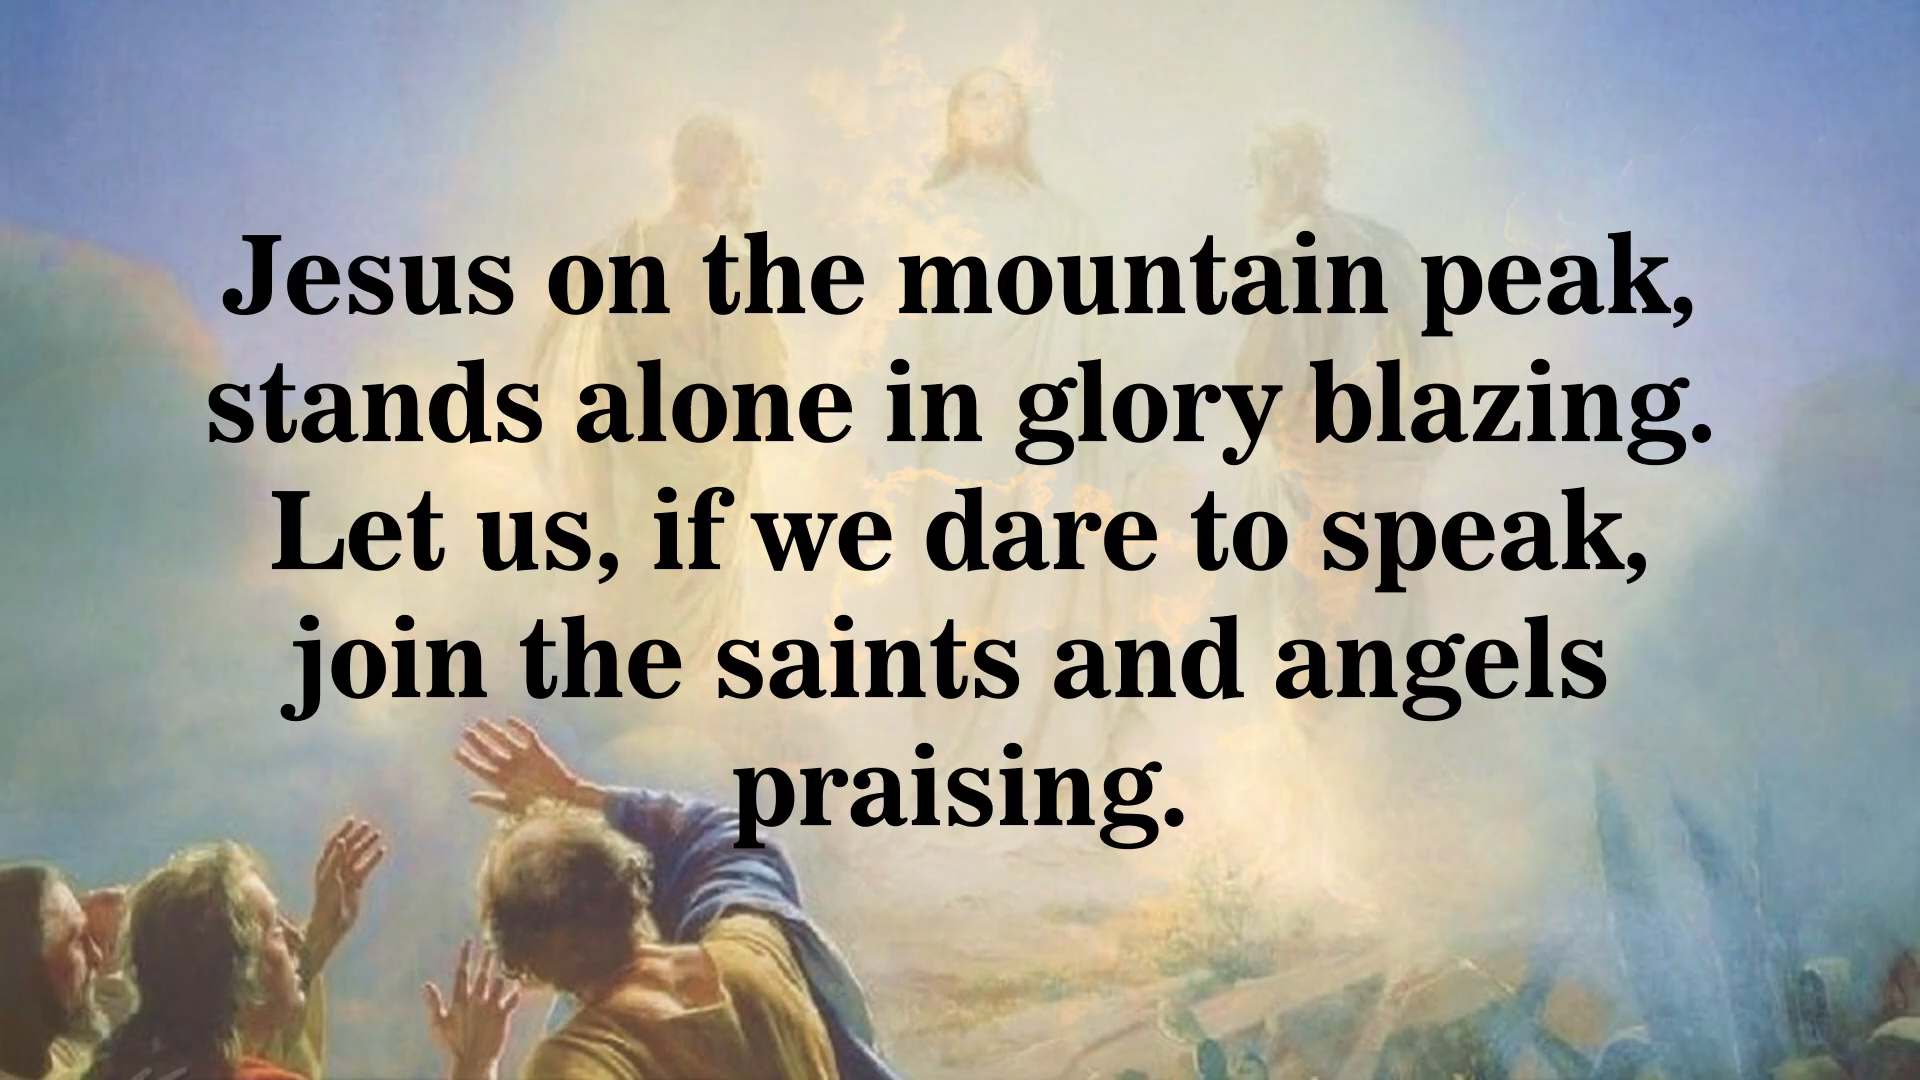 Jesus on the mountain peak,
stands alone in glory blazing.
Let us, if we dare to speak,
join the saints and angels
praising.